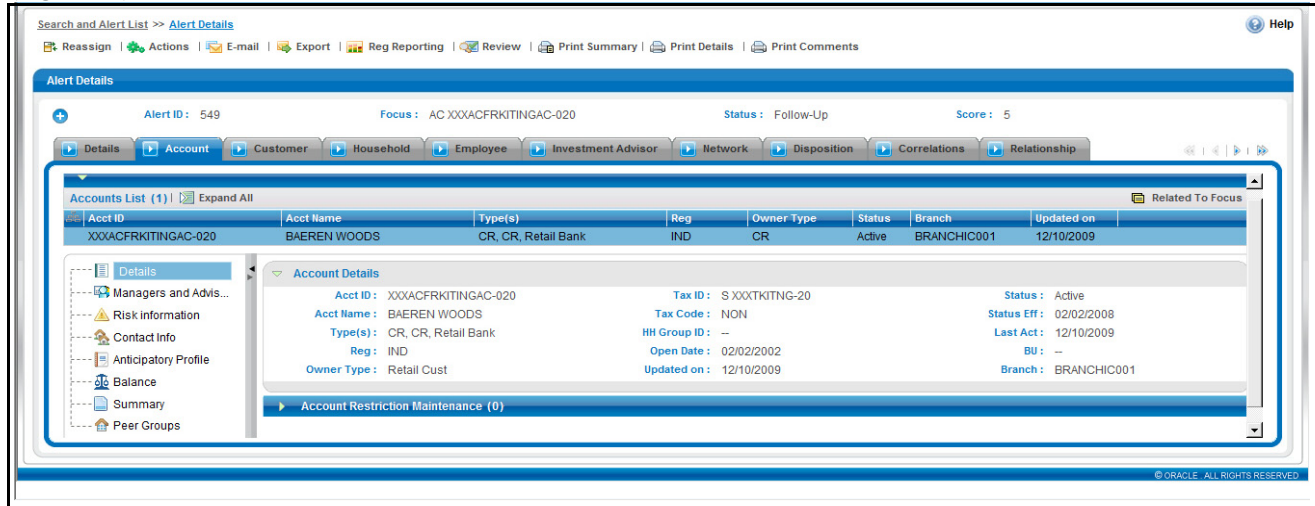 Search and Alert List >> Alert Details
Help
Reassign | Actions | E-mail | Export | Reg Reporting | Review | Print Summary | Print Details | Print Comments
Alert Details
Alert ID : 549 Focus : AC XXXACFRKITINGAC-020 Status : Follow-Up Score : 5
Details Account Customer Household Employee Investment Advisor Network Disposition Correlations Relationship
Accounts List (1) | Expand All Related To Focus
Acct ID Acct Name Type(s) Reg Owner Type Status Branch Updated on
XXXACFRKITINGAC-020 BAEREN WOODS CR, CR, Retail Bank IND CR Active BRANCHIC001 12/10/2009
Details
Managers and Advis...
Risk information
Contact Info
Anticipatory Profile
Balance
Summary
Peer Groups
Account Details
Acct ID : XXXACFRKITINGAC-020 Tax ID : S XXXTKITNG-20 Status : Active
Acct Name : BAEREN WOODS Tax Code : NON Status Eff : 02/02/2008
Type(s) : CR, CR, Retail Bank HH Group ID : -- Last Act : 12/10/2009
Reg : IND Open Date : 02/02/2002 BU : --
Owner Type : Retail Cust Updated on : 12/10/2009 Branch : BRANCHIC001
Account Restriction Maintenance (0)
© ORACLE . ALL RIGHTS RESERVED